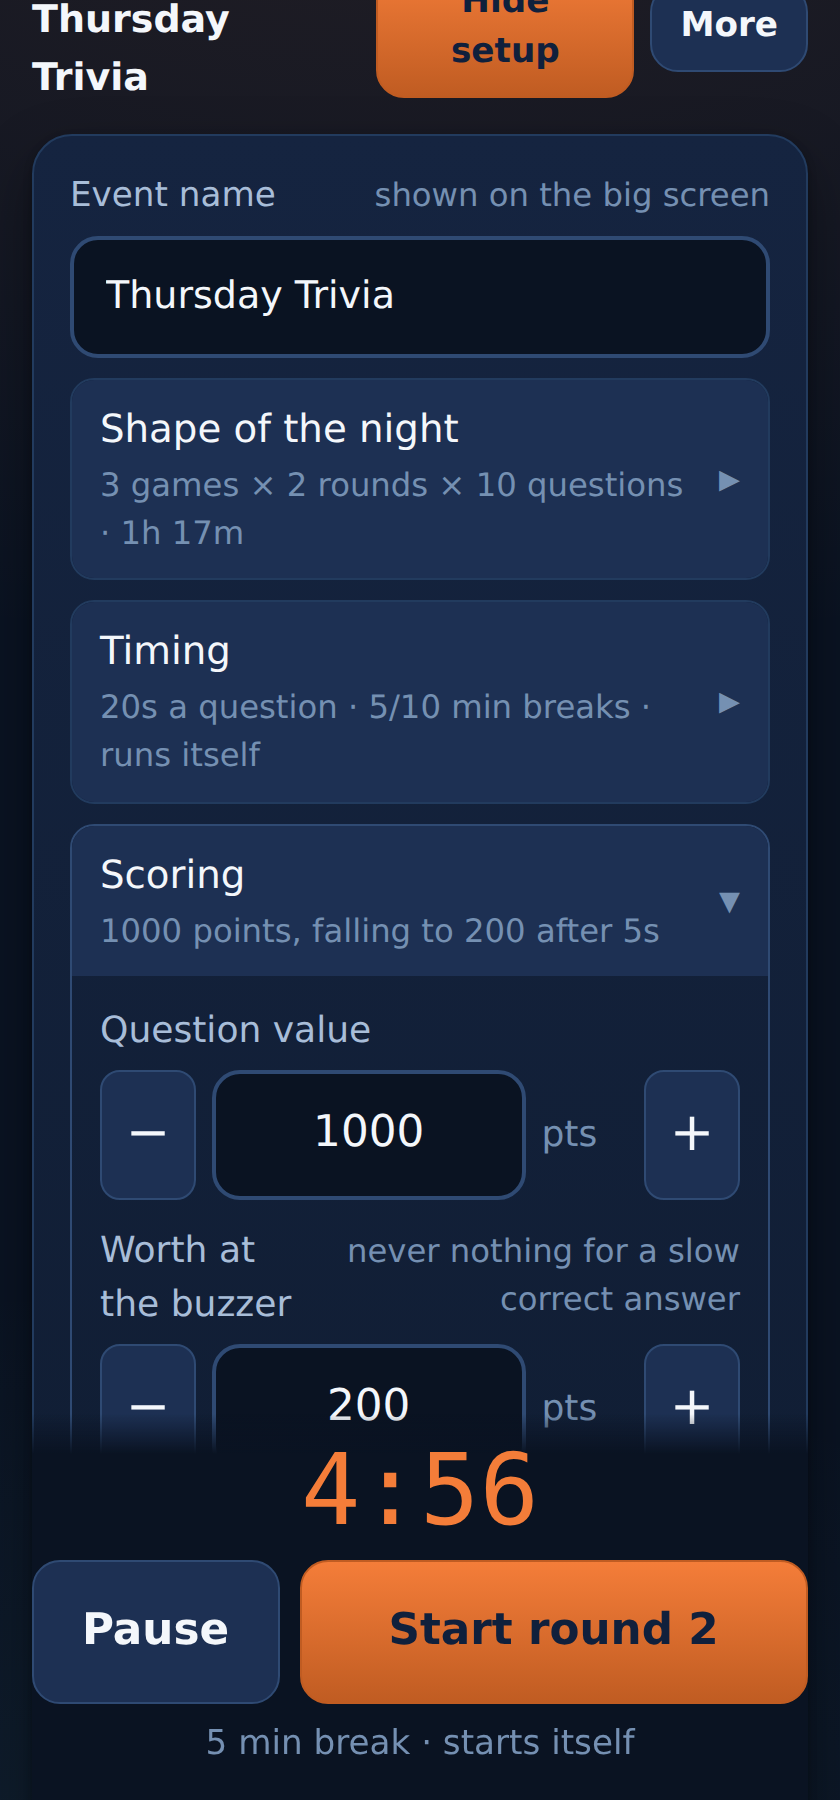 Thursday
Trivia
Hide
setup
More
Event name
shown on the big screen
Thursday Trivia
Shape of the night
3 games × 2 rounds × 10 questions
· 1h 17m
▶
Timing
20s a question · 5/10 min breaks ·
runs itself
▶
Scoring
1000 points, falling to 200 after 5s
▼
Question value
− 1000 pts +
Worth at
the buzzer
never nothing for a slow
correct answer
− 200 pts +
4:56
Pause
Start round 2
5 min break · starts itself